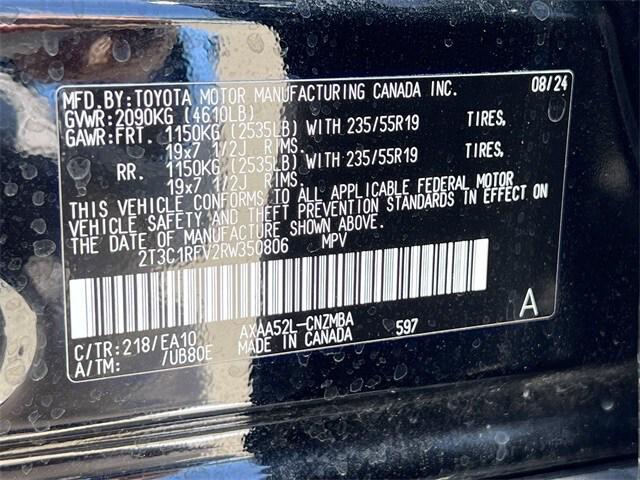 MFD.BY:TOYOTA MOTOR MANUFACTURING CANADA INC. 08/24
GVWR:2090KG (4610LB)
GAWR:FRT. 1150KG (2535LB) WITH 235/55R19 TIRES,
19x7 1/2J RIMS.
RR. 1150KG (2535LB) WITH 235/55R19 TIRES,
19x7 1/2J RIMS.
THIS VEHICLE CONFORMS TO ALL APPLICABLE FEDERAL MOTOR
VEHICLE SAFETY AND THEFT PREVENTION STANDARDS IN EFFECT ON
THE DATE OF MANUFACTURE SHOWN ABOVE.
2T3C1RFV2RW350806 MPV
A
C/TR:218/EA10 AXAA52L-CNZMBA 597
A/TM: /UB80E MADE IN CANADA